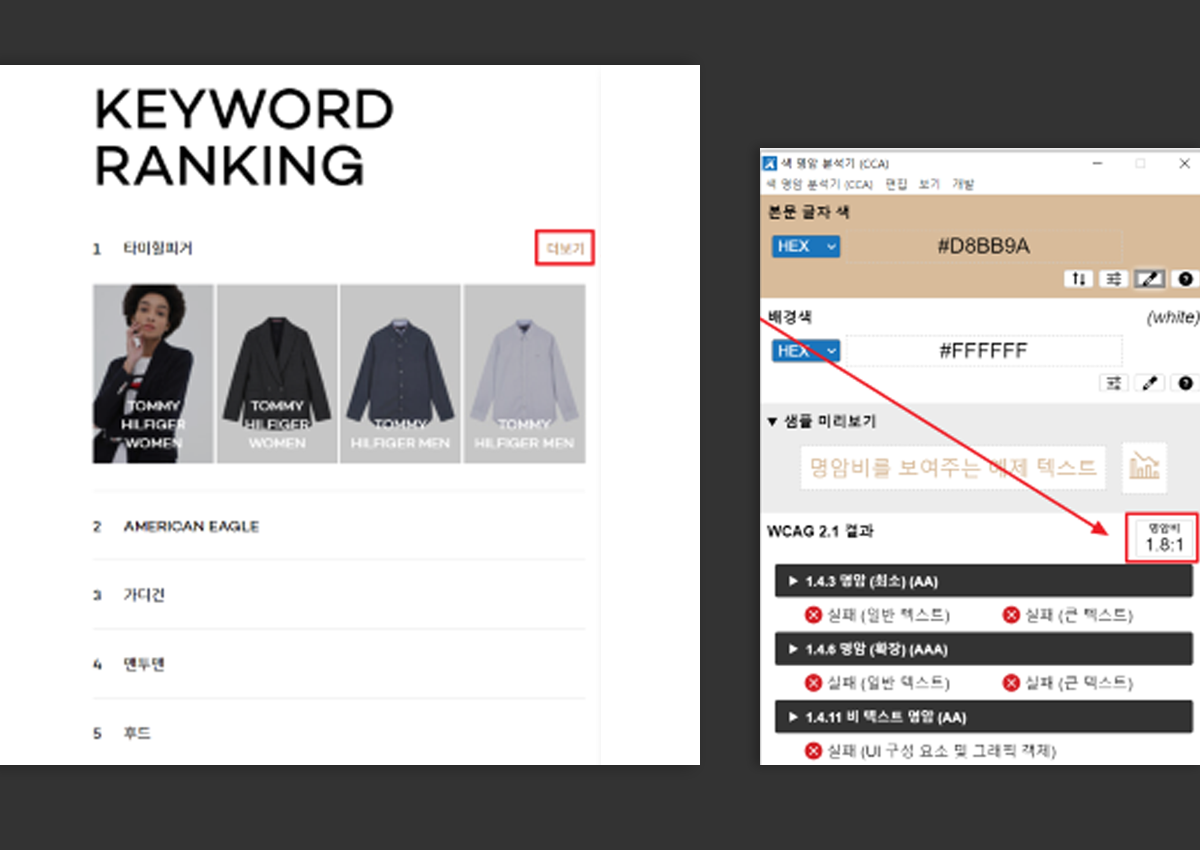 KEYWORD
RANKING
1 타미힐피거
더보기
TOMMY
HILFIGER
WOMEN
TOMMY
HILFIGER
WOMEN
TOMMY
HILFIGER MEN
TOMMY
HILFIGER MEN
2 AMERICAN EAGLE
3 가디건
4 맨투맨
5 후드
색 명암 분석기 (CCA)
색 명암 분석기 (CCA) 편집 보기 개발
본문 글자 색
HEX #D8BB9A
배경색 (white)
HEX #FFFFFF
▼ 샘플 미리보기
명암비를 보여주는 예제 텍스트
WCAG 2.1 결과
명암비
1.8:1
▶ 1.4.3 명암 (최소) (AA)
실패 (일반 텍스트) 실패 (큰 텍스트)
▶ 1.4.6 명암 (확장) (AAA)
실패 (일반 텍스트) 실패 (큰 텍스트)
▶ 1.4.11 비 텍스트 명암 (AA)
실패 (UI 구성 요소 및 그래픽 객체)